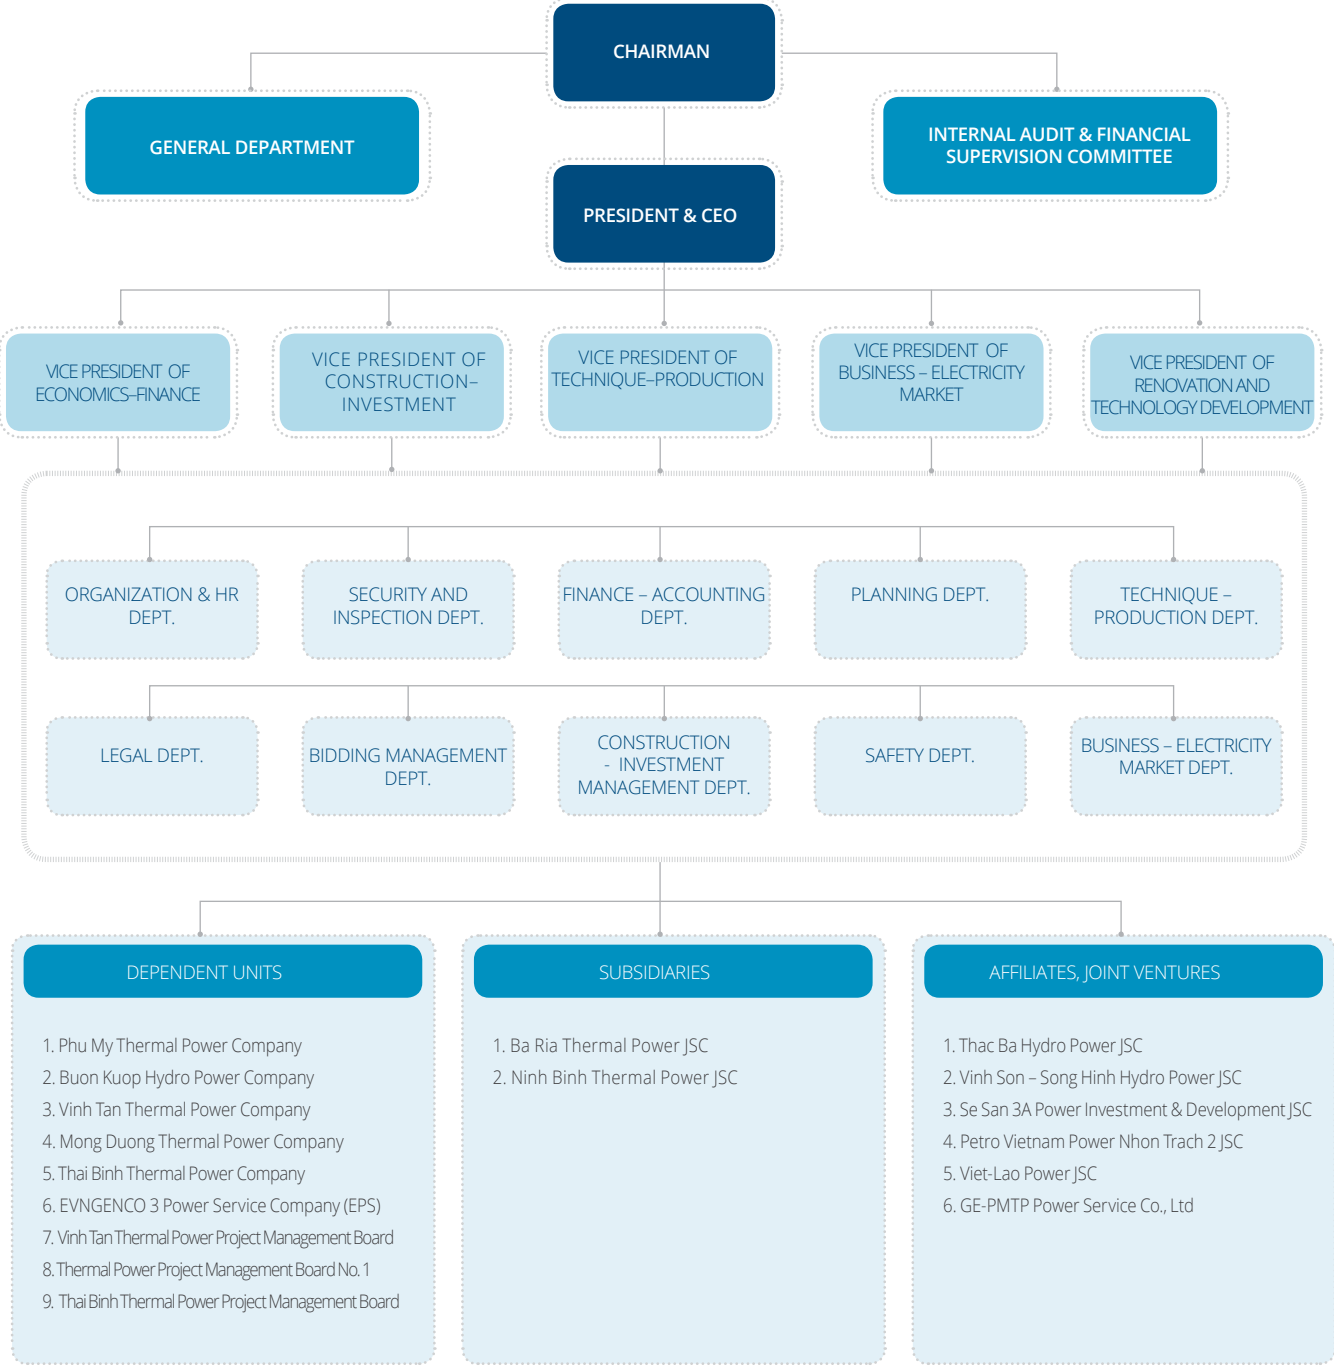 CHAIRMAN
GENERAL DEPARTMENT
INTERNAL AUDIT & FINANCIAL
SUPERVISION COMMITTEE
PRESIDENT & CEO
VICE PRESIDENT OF
ECONOMICS–FINANCE
VICE PRESIDENT OF
CONSTRUCTION–
INVESTMENT
VICE PRESIDENT OF
TECHNIQUE–PRODUCTION
VICE PRESIDENT OF
BUSINESS – ELECTRICITY
MARKET
VICE PRESIDENT OF
RENOVATION AND
TECHNOLOGY DEVELOPMENT
ORGANIZATION & HR
DEPT.
SECURITY AND
INSPECTION DEPT.
FINANCE – ACCOUNTING
DEPT.
PLANNING DEPT.
TECHNIQUE –
PRODUCTION DEPT.
LEGAL DEPT.
BIDDING MANAGEMENT
DEPT.
CONSTRUCTION
- INVESTMENT
MANAGEMENT DEPT.
SAFETY DEPT.
BUSINESS – ELECTRICITY
MARKET DEPT.
DEPENDENT UNITS
1. Phu My Thermal Power Company
2. Buon Kuop Hydro Power Company
3. Vinh Tan Thermal Power Company
4. Mong Duong Thermal Power Company
5. Thai Binh Thermal Power Company
6. EVNGENCO 3 Power Service Company (EPS)
7. Vinh Tan Thermal Power Project Management Board
8. Thermal Power Project Management Board No. 1
9. Thai Binh Thermal Power Project Management Board
SUBSIDIARIES
1. Ba Ria Thermal Power JSC
2. Ninh Binh Thermal Power JSC
AFFILIATES, JOINT VENTURES
1. Thac Ba Hydro Power JSC
2. Vinh Son – Song Hinh Hydro Power JSC
3. Se San 3A Power Investment & Development JSC
4. Petro Vietnam Power Nhon Trach 2 JSC
5. Viet-Lao Power JSC
6. GE-PMTP Power Service Co., Ltd